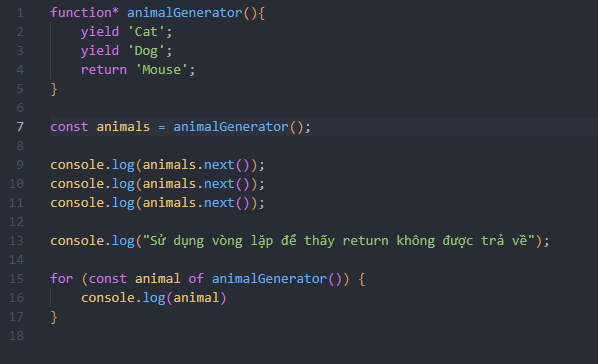 1 function* animalGenerator(){
2 yield 'Cat';
3 yield 'Dog';
4 return 'Mouse';
5 }
6
7 const animals = animalGenerator();
8
9 console.log(animals.next());
10 console.log(animals.next());
11 console.log(animals.next());
12
13 console.log("Sử dụng vòng lặp để thấy return không được trả về");
14
15 for (const animal of animalGenerator()) {
16 console.log(animal)
17 }
18